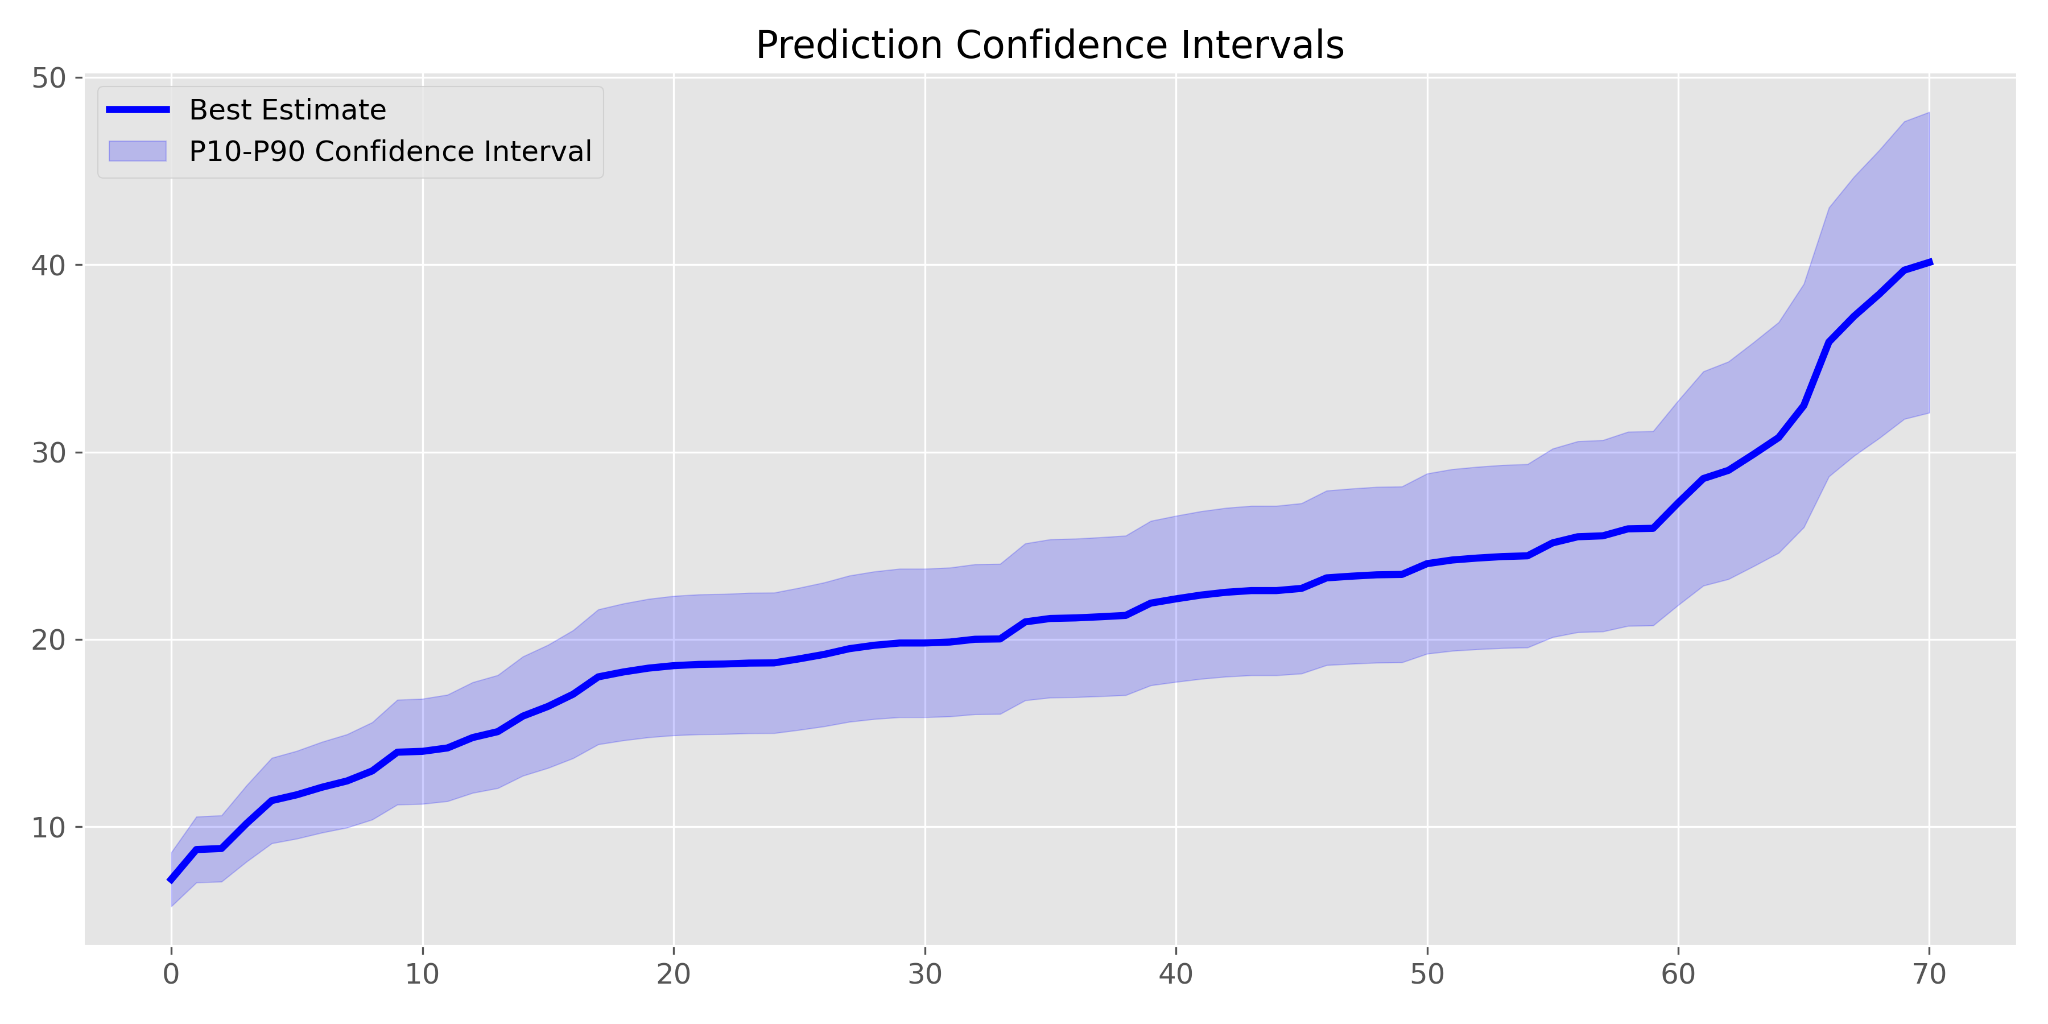 Prediction Confidence Intervals
50
Best Estimate
P10-P90 Confidence Interval
40
30
20
10
0 10 20 30 40 50 60 70